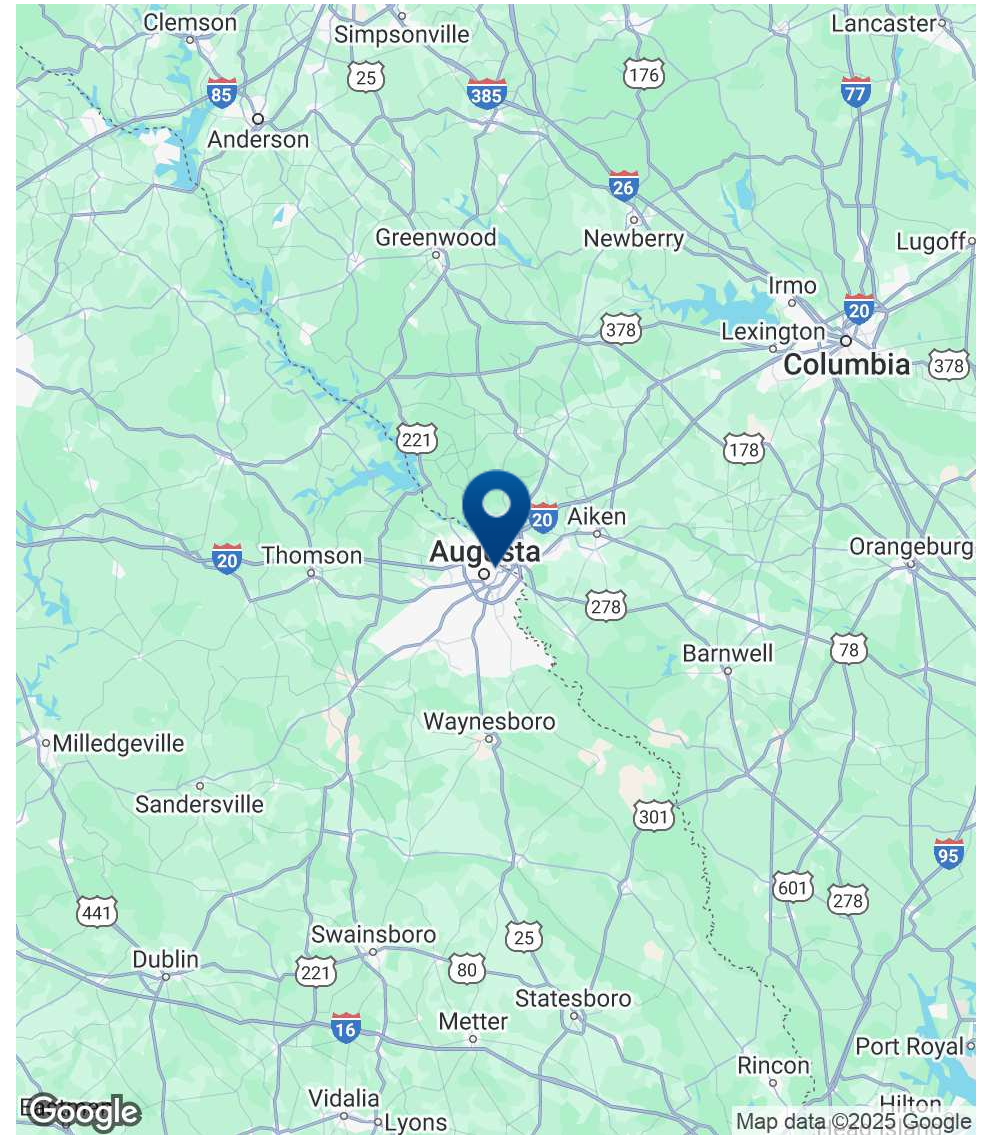 Clemson
Simpsonville
Lancaster
25
176
85
385
77
Anderson
26
Greenwood
Newberry
Lugoff
Irmo
20
378
Lexington
Columbia
378
221
178
20
Aiken
Augusta
20
Thomson
Orangeburg
278
78
Barnwell
Waynesboro
Milledgeville
Sandersville
301
95
601
278
441
Swainsboro
25
Dublin
221
80
Statesboro
16
Metter
Port Royal
Rincon
Vidalia
Hilton
Head Island
Google
Lyons
Map data ©2025 Google